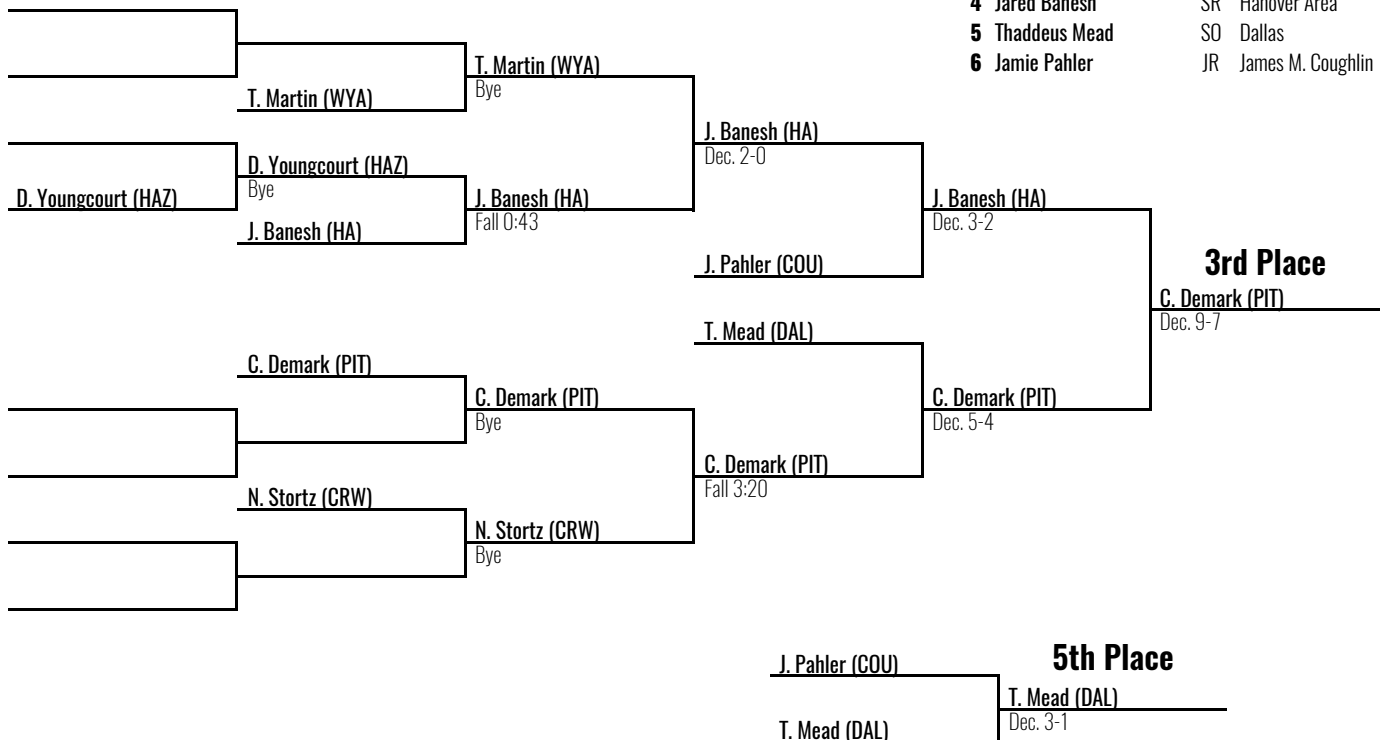 4 Jared Banesh SR Hanover Area
5 Thaddeus Mead SO Dallas
6 Jamie Pahler JR James M. Coughlin
T. Martin (WYA)
Bye
T. Martin (WYA)
J. Banesh (HA)
Dec. 2-0
D. Youngcourt (HAZ)
Bye
D. Youngcourt (HAZ)
J. Banesh (HA)
Fall 0:43
J. Banesh (HA)
J. Banesh (HA)
Dec. 3-2
J. Pahler (COU)
3rd Place
C. Demark (PIT)
Dec. 9-7
T. Mead (DAL)
C. Demark (PIT)
C. Demark (PIT)
Bye
C. Demark (PIT)
Dec. 5-4
C. Demark (PIT)
Fall 3:20
N. Stortz (CRW)
N. Stortz (CRW)
Bye
5th Place
J. Pahler (COU)
T. Mead (DAL)
Dec. 3-1
T. Mead (DAL)